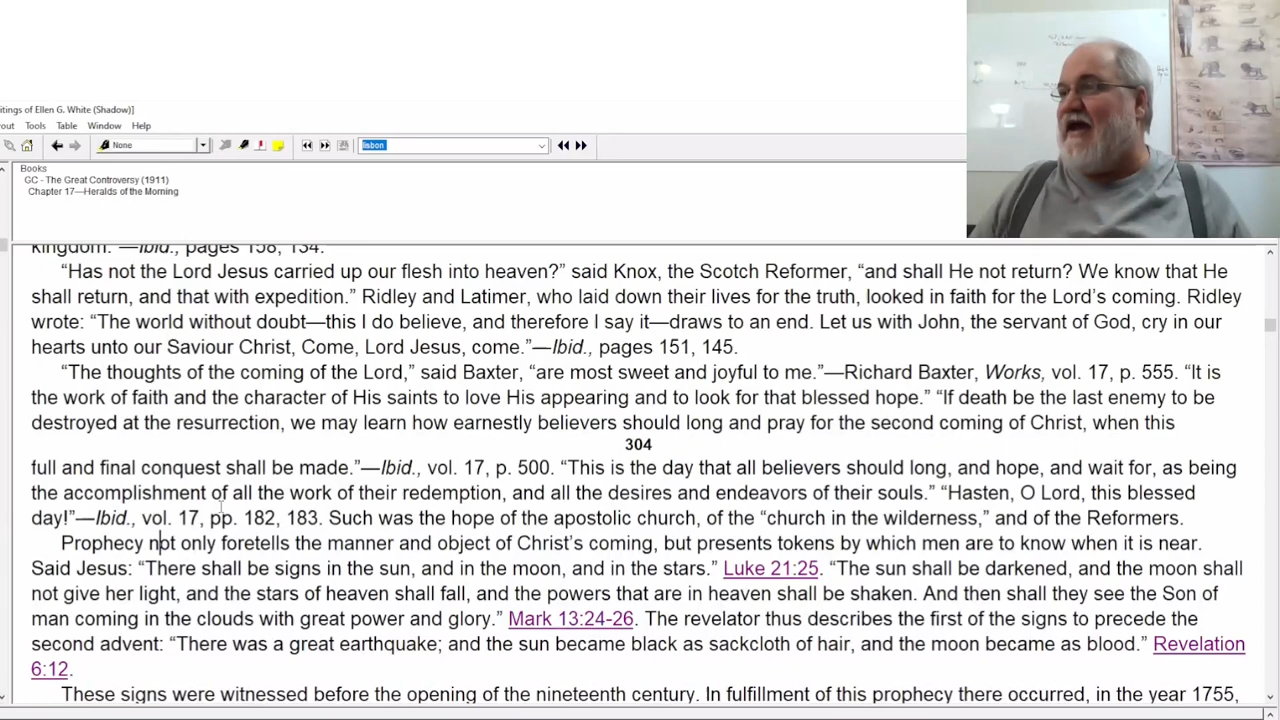 itings of Ellen G. White (Shadow)]
out Tools Table Window Help
None lisbon
Books
GC - The Great Controversy (1911)
Chapter 17—Heralds of the Morning
kingdom.”—Ibid., pages 158, 134.
“Has not the Lord Jesus carried up our flesh into heaven?” said Knox, the Scotch Reformer, “and shall He not return? We know that He
shall return, and that with expedition.” Ridley and Latimer, who laid down their lives for the truth, looked in faith for the Lord’s coming. Ridley
wrote: “The world without doubt—this I do believe, and therefore I say it—draws to an end. Let us with John, the servant of God, cry in our
hearts unto our Saviour Christ, Come, Lord Jesus, come.”—Ibid., pages 151, 145.
“The thoughts of the coming of the Lord,” said Baxter, “are most sweet and joyful to me.”—Richard Baxter, Works, vol. 17, p. 555. “It is
the work of faith and the character of His saints to love His appearing and to look for that blessed hope.” “If death be the last enemy to be
destroyed at the resurrection, we may learn how earnestly believers should long and pray for the second coming of Christ, when this
304
full and final conquest shall be made.”—Ibid., vol. 17, p. 500. “This is the day that all believers should long, and hope, and wait for, as being
the accomplishment of all the work of their redemption, and all the desires and endeavors of their souls.” “Hasten, O Lord, this blessed
day!”—Ibid., vol. 17, pp. 182, 183. Such was the hope of the apostolic church, of the “church in the wilderness,” and of the Reformers.
Prophecy not only foretells the manner and object of Christ’s coming, but presents tokens by which men are to know when it is near.
Said Jesus: “There shall be signs in the sun, and in the moon, and in the stars.” Luke 21:25. “The sun shall be darkened, and the moon shall
not give her light, and the stars of heaven shall fall, and the powers that are in heaven shall be shaken. And then shall they see the Son of
man coming in the clouds with great power and glory.” Mark 13:24-26. The revelator thus describes the first of the signs to precede the
second advent: “There was a great earthquake; and the sun became black as sackcloth of hair, and the moon became as blood.” Revelation
6:12.
These signs were witnessed before the opening of the nineteenth century. In fulfillment of this prophecy there occurred, in the year 1755,